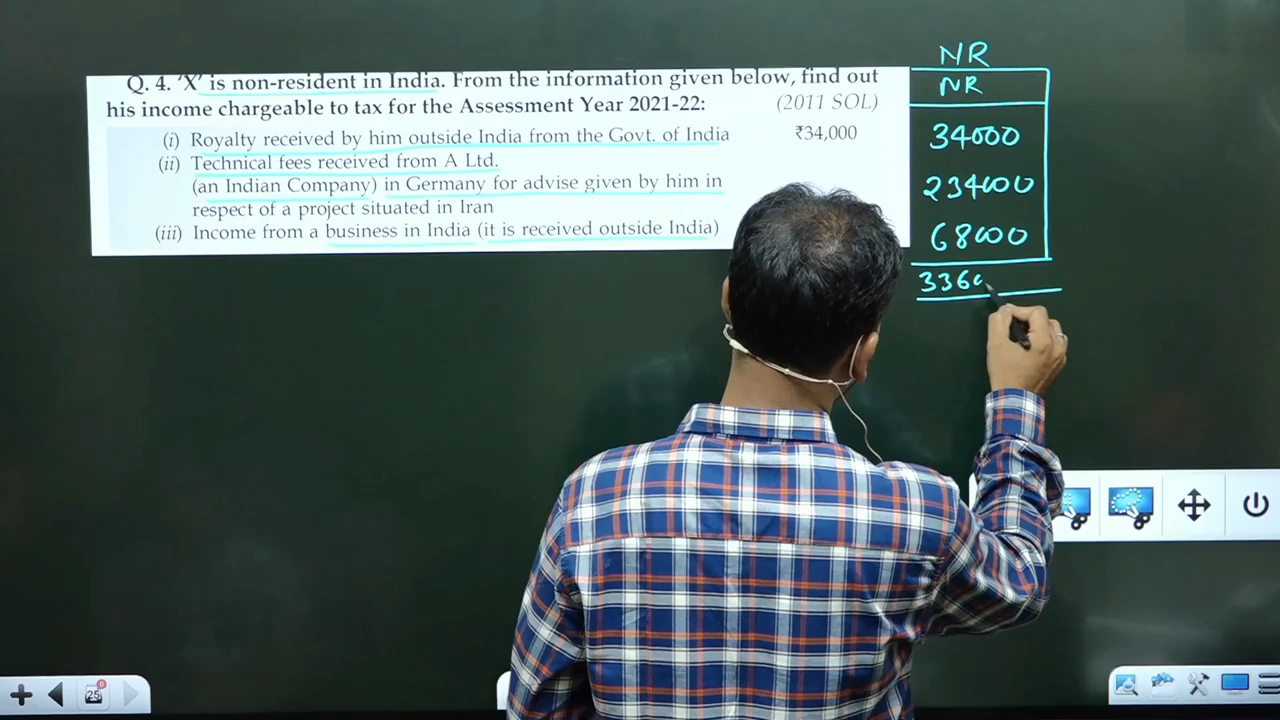 NR
Q. 4. 'X' is non-resident in India. From the information given below, find out
his income chargeable to tax for the Assessment Year 2021-22: (2011 SOL)
(i) Royalty received by him outside India from the Govt. of India ₹34,000
(ii) Technical fees received from A Ltd.
(an Indian Company) in Germany for advise given by him in
respect of a project situated in Iran
(iii) Income from a business in India (it is received outside India)
NR
34000
234000
68000
3360
25
0